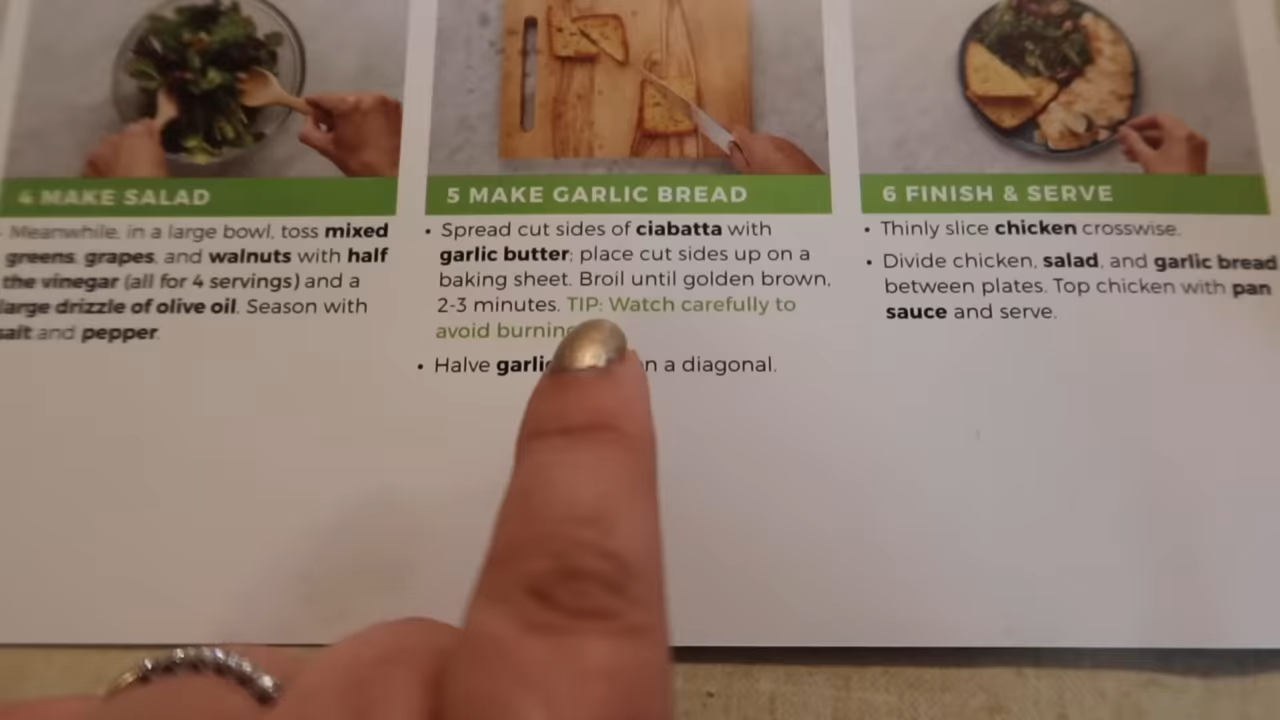 4 MAKE SALAD
Meanwhile, in a large bowl, toss mixed
greens, grapes, and walnuts with half
the vinegar (all for 4 servings) and a
large drizzle of olive oil. Season with
salt and pepper.
5 MAKE GARLIC BREAD
• Spread cut sides of ciabatta with
garlic butter; place cut sides up on a
baking sheet. Broil until golden brown,
2-3 minutes. TIP: Watch carefully to
avoid
• Halve a diagonal.
6 FINISH & SERVE
• Thinly slice chicken crosswise.
• Divide chicken, salad, and garlic bread
between plates. Top chicken with pan
sauce and serve.